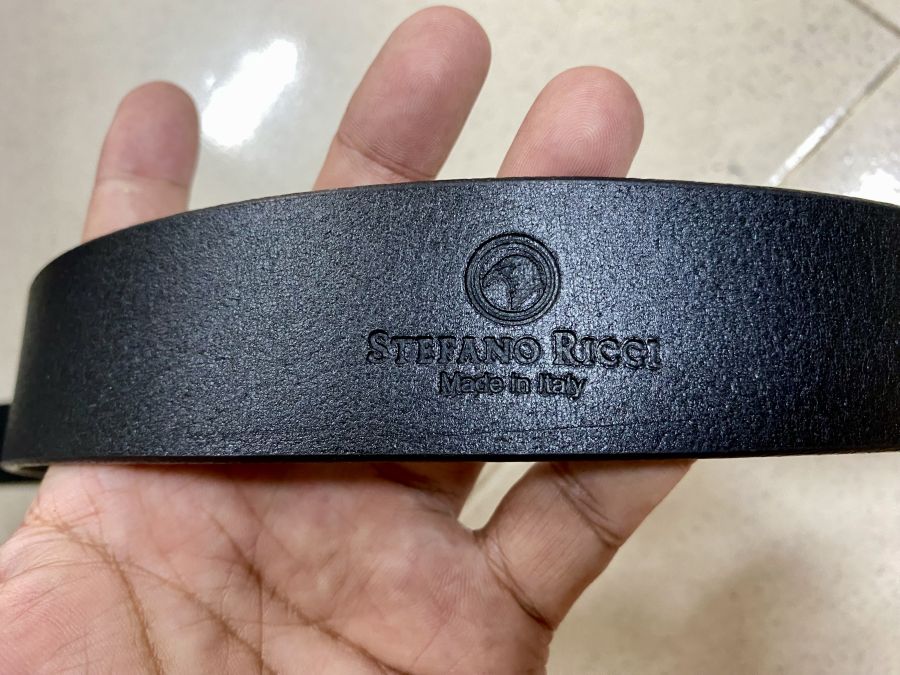 STEFANO RICCI
Made in Italy